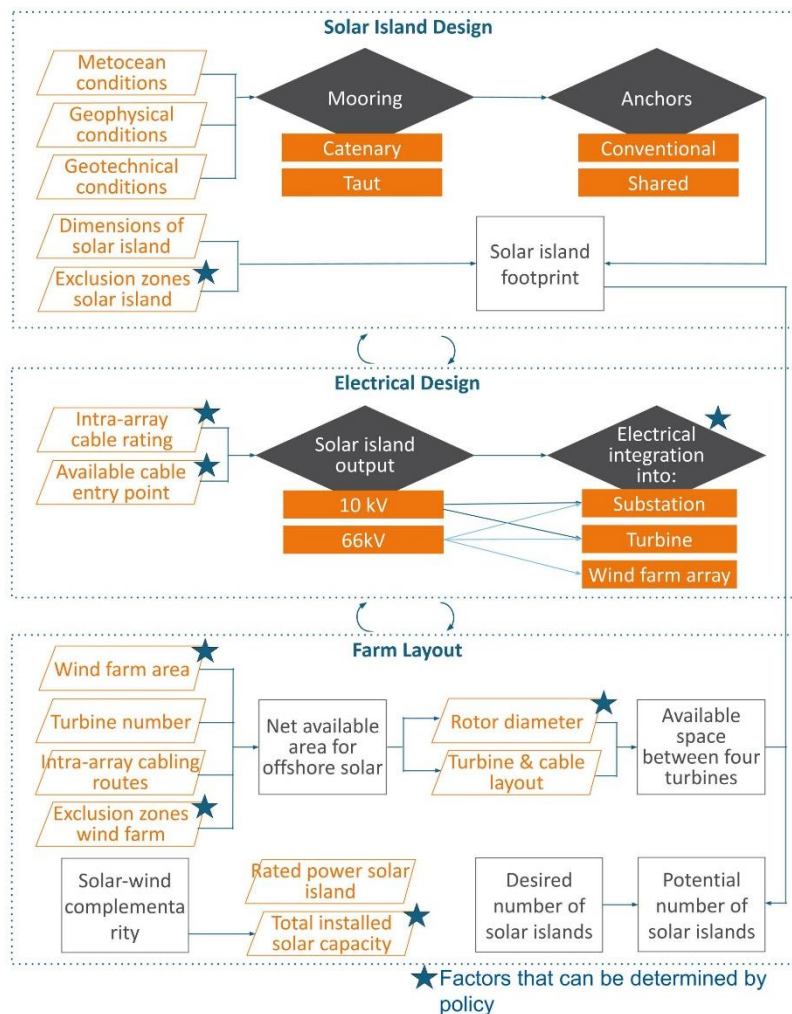 Solar Island Design
Metocean
conditions
Geophysical
conditions
Geotechnical
conditions
Mooring
Catenary
Taut
Anchors
Conventional
Shared
Dimensions of
solar island
Exclusion zones
solar island
Solar island
footprint
Electrical Design
Intra-array
cable rating
Available cable
entry point
Solar island
output
10 kV
66kV
Electrical
integration
into:
Substation
Turbine
Wind farm array
Farm Layout
Wind farm area
Turbine number
Intra-array cabling
routes
Exclusion zones
wind farm
Net available
area for
offshore solar
Rotor diameter
Turbine & cable
layout
Available
space
between four
turbines
Solar-wind
complementa
rity
Rated power solar
island
Total installed
solar capacity
Desired
number of
solar islands
Potential
number of
solar islands
Factors that can be determined by
policy